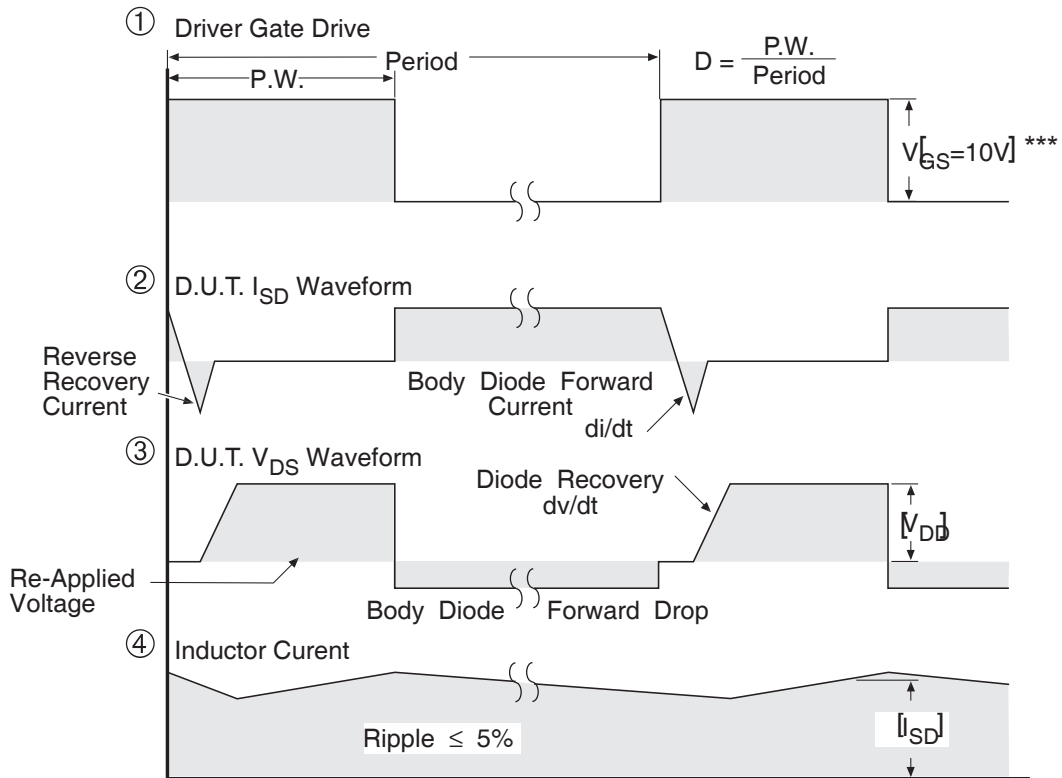 ① Driver Gate Drive
Period
P.W.
D = P.W.
Period
V[GS=10V] ***
② D.U.T. ISD Waveform
Reverse
Recovery
Current
Body Diode Forward
Current
di/dt
③ D.U.T. VDS Waveform
Diode Recovery
dv/dt
[VDD]
Re-Applied
Voltage
Body Diode Forward Drop
④ Inductor Curent
Ripple ≤ 5%
[ISD]